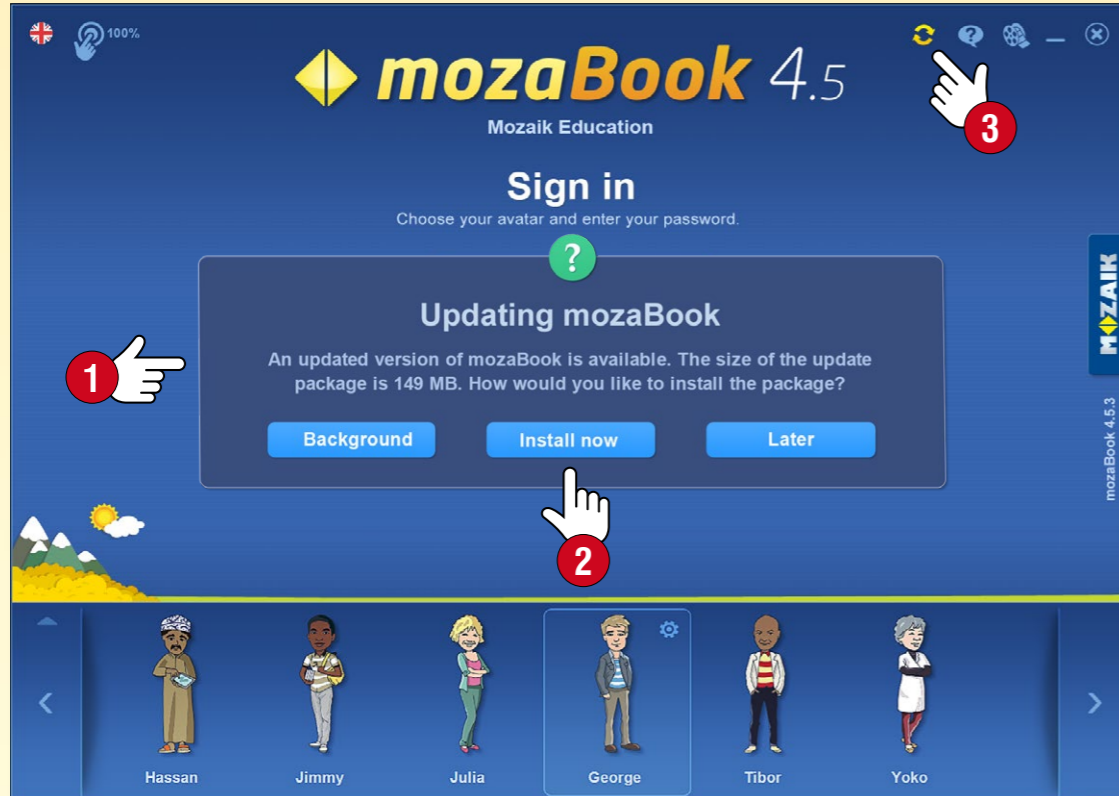 100%
mozaBook 4.5
Mozaik Education
3
Sign in
Choose your avatar and enter your password.
?
Updating mozaBook
An updated version of mozaBook is available. The size of the update
package is 149 MB. How would you like to install the package?
1
Background
Install now
Later
2
MOZAIK
mozaBook 4.5.3
Hassan
Jimmy
Julia
George
Tibor
Yoko